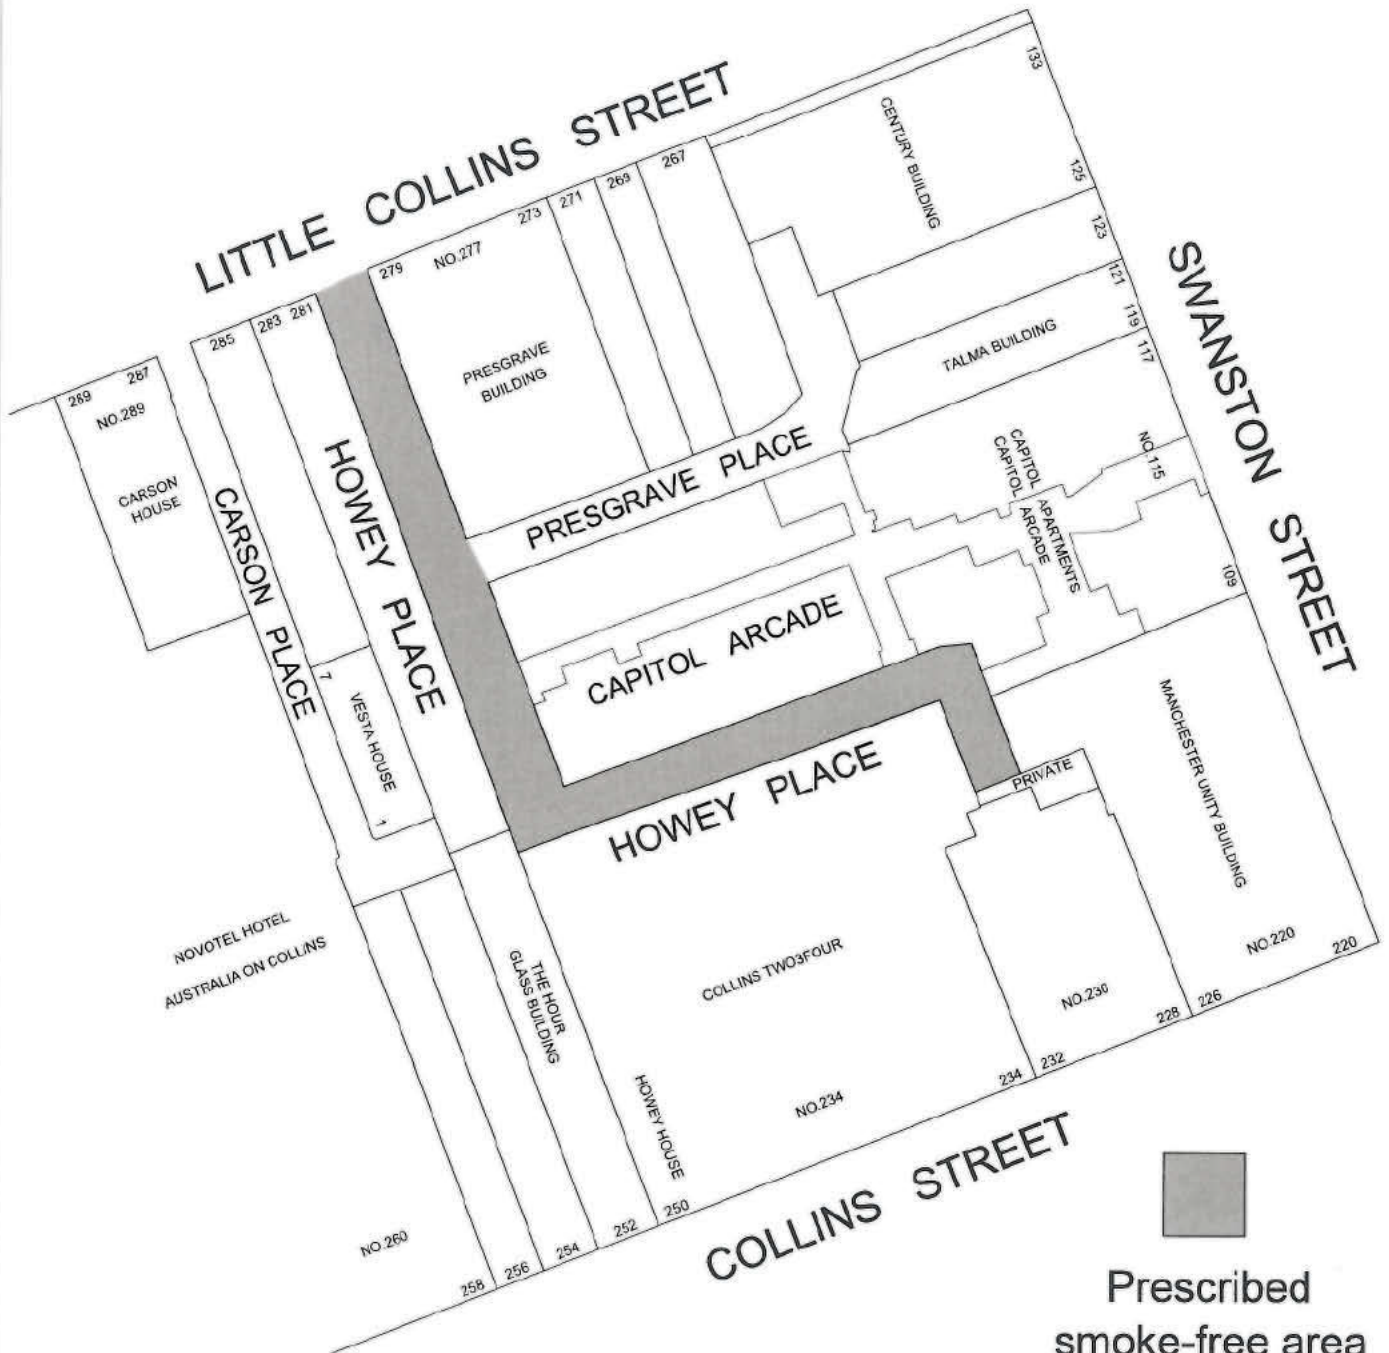 LITTLE COLLINS STREET
133
CENTURY BUILDING
125
267
269
271
273
NO.277
279
281
283
285
287
289
NO.289
CARSON
HOUSE
PRESGRAVE
BUILDING
123
121
TALMA BUILDING
119
117
SWANSTON STREET
CARSON PLACE
HOWEY PLACE
PRESGRAVE PLACE
CAPITOL APARTMENTS
CAPITOL ARCADE
NO.115
109
CAPITOL ARCADE
7
VESTA HOUSE
1
HOWEY PLACE
PRIVATE
MANCHESTER UNITY BUILDING
NOVOTEL HOTEL
AUSTRALIA ON COLLINS
THE HOUR
GLASS BUILDING
COLLINS TWO3FOUR
HOWEY HOUSE
NO.234
NO.230
NO.220
220
226
228
232
234
250
252
254
256
258
NO.260
COLLINS STREET
Prescribed
smoke-free area